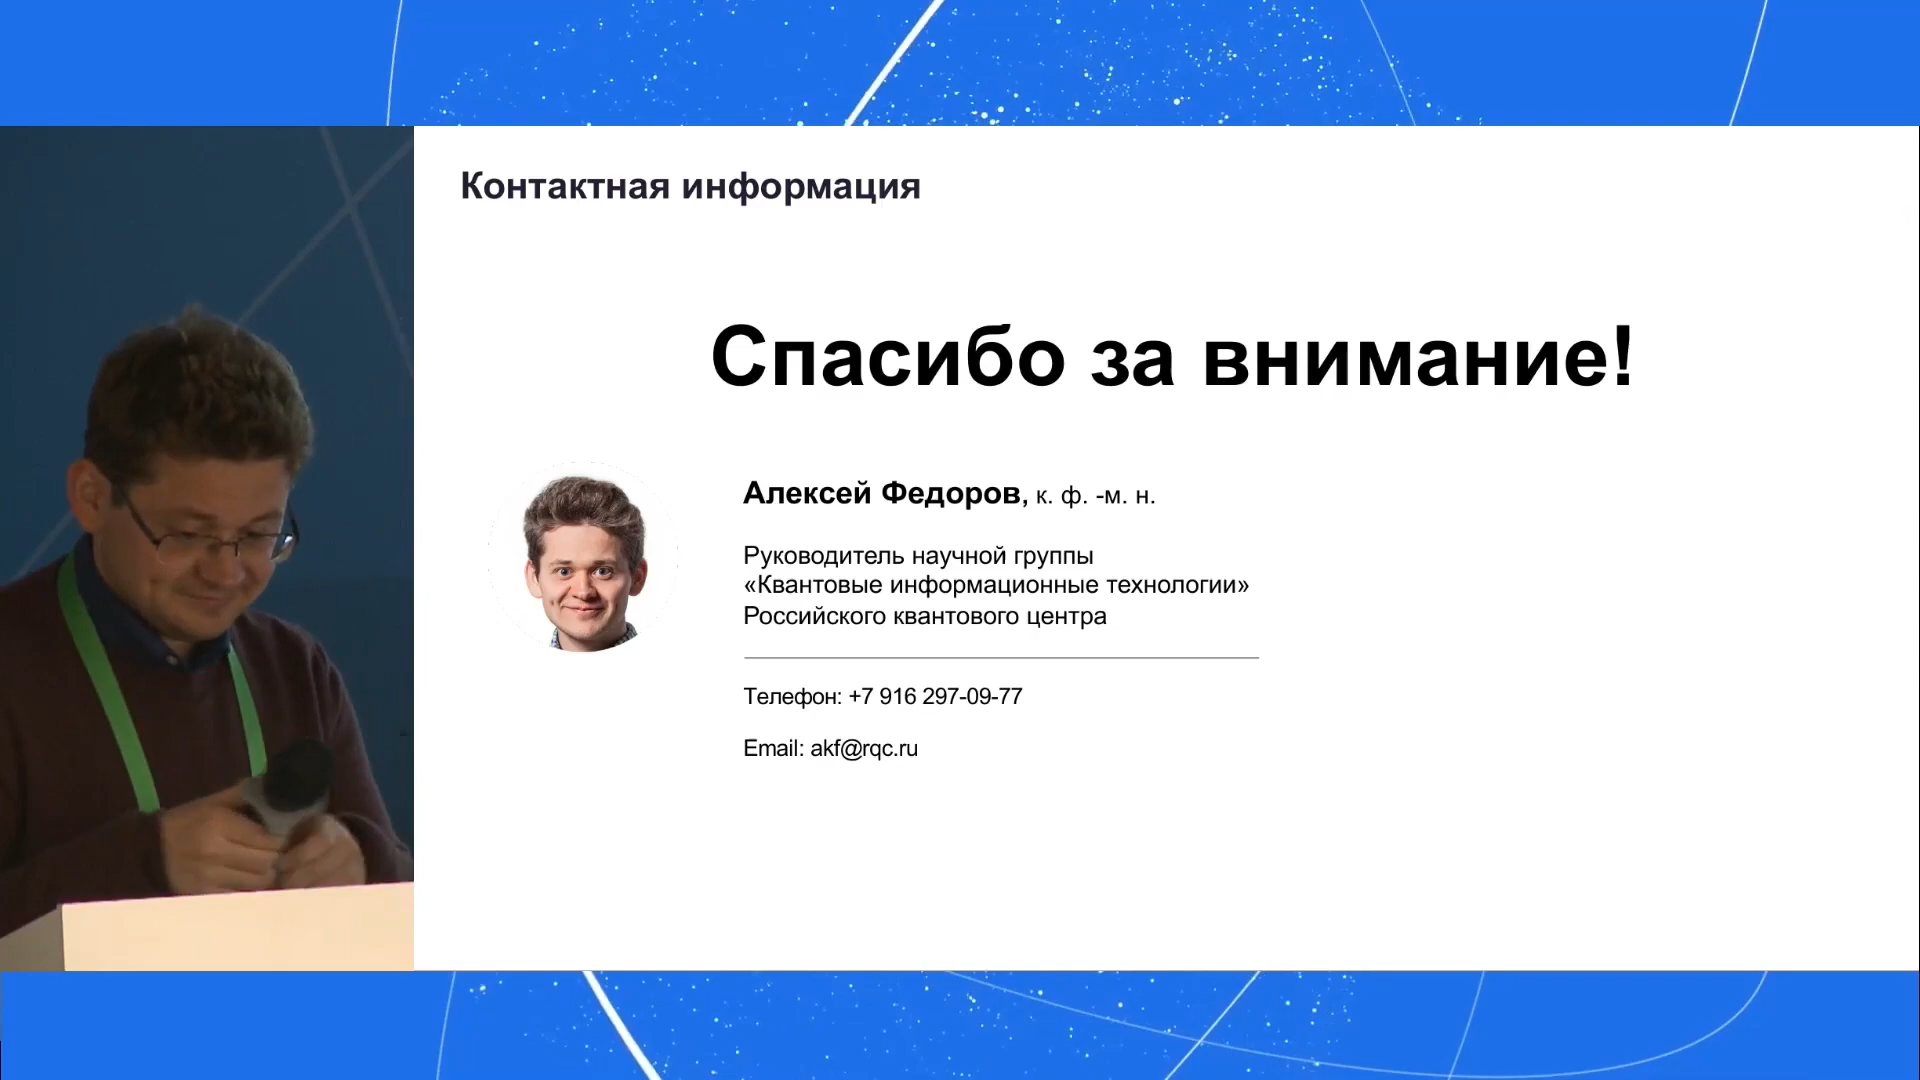 Контактная информация
Спасибо за внимание!
Алексей Федоров, к. ф. -м. н.
Руководитель научной группы
«Квантовые информационные технологии»
Российского квантового центра
Телефон: +7 916 297-09-77
Email: akf@rqc.ru